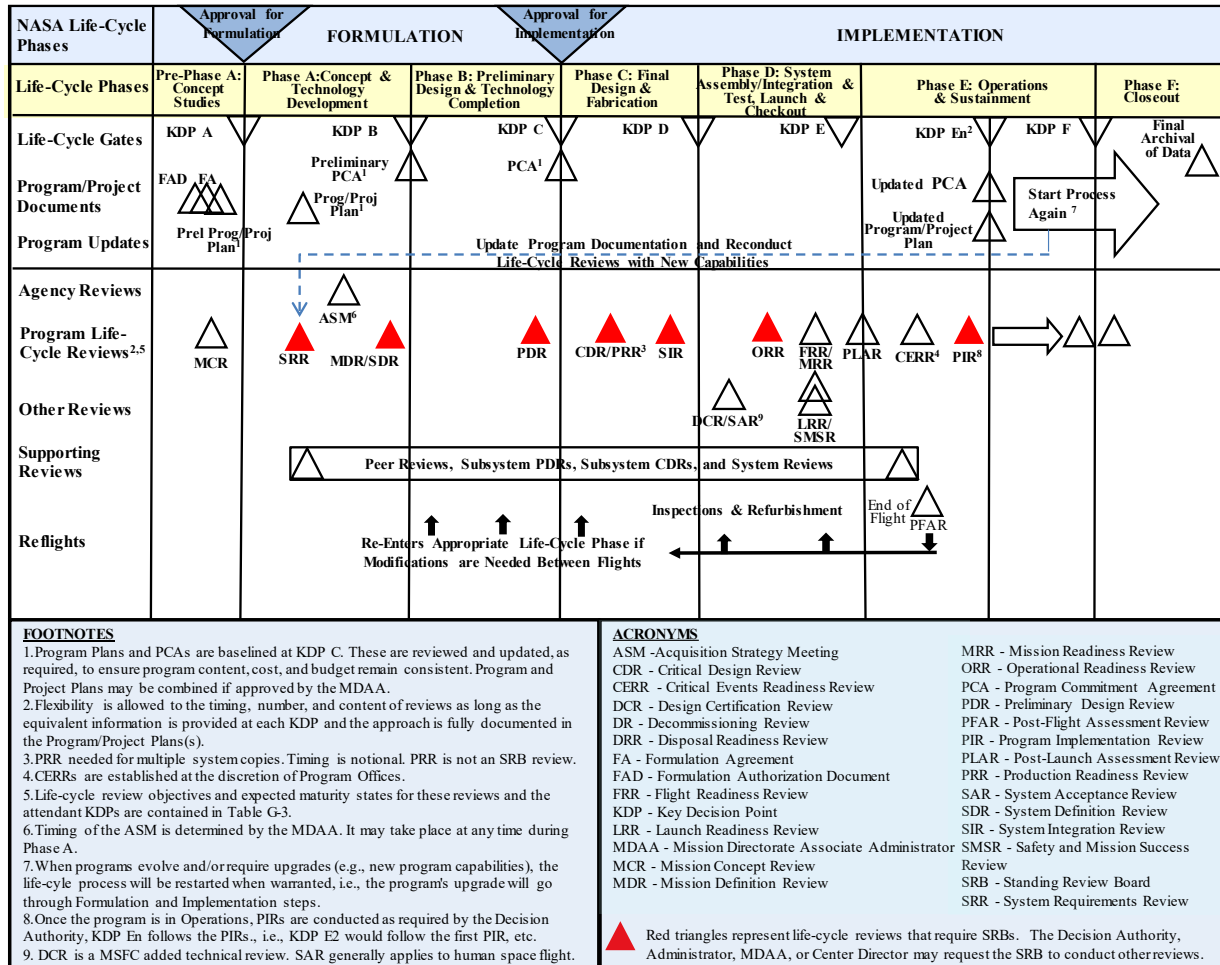 NASA Life-Cycle
Phases
Approval for
Formulation
FORMULATION
Approval for
Implementation
IMPLEMENTATION
Life-Cycle Phases
Pre-Phase A:
Concept
Studies
Phase A:Concept &
Technology
Development
Phase B: Preliminary
Design & Technology
Completion
Phase C: Final
Design &
Fabrication
Phase D: System
Assembly/Integration &
Test, Launch &
Checkout
Phase E: Operations
& Sustainment
Phase F:
Closeout
Life-Cycle Gates
KDP A
KDP B
KDP C
KDP D
KDP E
KDP En²
KDP F
Final
Archival
of Data
Program/Project
Documents
FAD FA
Prel Prog/Proj
Plan¹
Preliminary
PCA¹
Prog/Proj
Plan¹
PCA¹
Updated PCA
Updated
Program/Project
Plan
Start Process
Again ⁷
Program Updates
Update Program Documentation and Reconduct
Life-Cycle Reviews with New Capabilities
Agency Reviews
ASM⁶
Program Life-
Cycle Reviews²,⁵
MCR
SRR
MDR/SDR
PDR
CDR/PRR³
SIR
ORR
FRR/
MRR
PLAR
CERR⁴
PIR⁸
Other Reviews
DCR/SAR⁹
LRR/
SMSR
Supporting
Reviews
Peer Reviews, Subsystem PDRs, Subsystem CDRs, and System Reviews
Reflights
Re-Enters Appropriate Life-Cycle Phase if
Modifications are Needed Between Flights
Inspections & Refurbishment
End of
Flight
PFAR
FOOTNOTES
1.Program Plans and PCAs are baselined at KDP C. These are reviewed and updated, as
required, to ensure program content, cost, and budget remain consistent. Program and
Project Plans may be combined if approved by the MDAA.
2.Flexibility is allowed to the timing, number, and content of reviews as long as the
equivalent information is provided at each KDP and the approach is fully documented in
the Program/Project Plans(s).
3.PRR needed for multiple system copies. Timing is notional. PRR is not an SRB review.
4.CERRs are established at the discretion of Program Offices.
5.Life-cycle review objectives and expected maturity states for these reviews and the
attendant KDPs are contained in Table G-3.
6.Timing of the ASM is determined by the MDAA. It may take place at any time during
Phase A.
7.When programs evolve and/or require upgrades (e.g., new program capabilities), the
life-cyle process will be restarted when warranted, i.e., the program's upgrade will go
through Formulation and Implementation steps.
8.Once the program is in Operations, PIRs are conducted as required by the Decision
Authority, KDP En follows the PIRs., i.e., KDP E2 would follow the first PIR, etc.
9. DCR is a MSFC added technical review. SAR generally applies to human space flight.
ACRONYMS
ASM -Acquisition Strategy Meeting
CDR - Critical Design Review
CERR - Critical Events Readiness Review
DCR - Design Certification Review
DR - Decommissioning Review
DRR - Disposal Readiness Review
FA - Formulation Agreement
FAD - Formulation Authorization Document
FRR - Flight Readiness Review
KDP - Key Decision Point
LRR - Launch Readiness Review
MDAA - Mission Directorate Associate Administrator
MCR - Mission Concept Review
MDR - Mission Definition Review
MRR - Mission Readiness Review
ORR - Operational Readiness Review
PCA - Program Commitment Agreement
PDR - Preliminary Design Review
PFAR - Post-Flight Assessment Review
PIR - Program Implementation Review
PLAR - Post-Launch Assessment Review
PRR - Production Readiness Review
SAR - System Acceptance Review
SDR - System Definition Review
SIR - System Integration Review
SMSR - Safety and Mission Success
Review
SRB - Standing Review Board
SRR - System Requirements Review
Red triangles represent life-cycle reviews that require SRBs. The Decision Authority,
Administrator, MDAA, or Center Director may request the SRB to conduct other reviews.